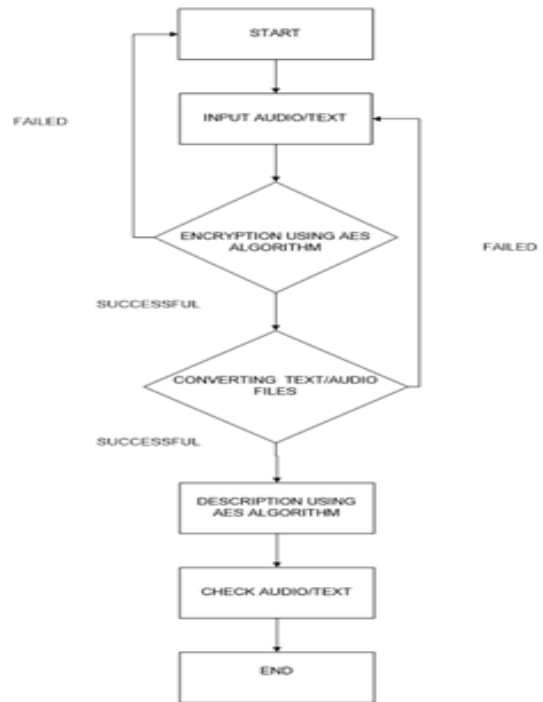 START
INPUT AUDIO/TEXT
FAILED
ENCRYPTION USING AES
ALGORITHM
FAILED
SUCCESSFUL
CONVERTING TEXT/AUDIO
FILES
SUCCESSFUL
DESCRIPTION USING
AES ALGORITHM
CHECK AUDIO/TEXT
END